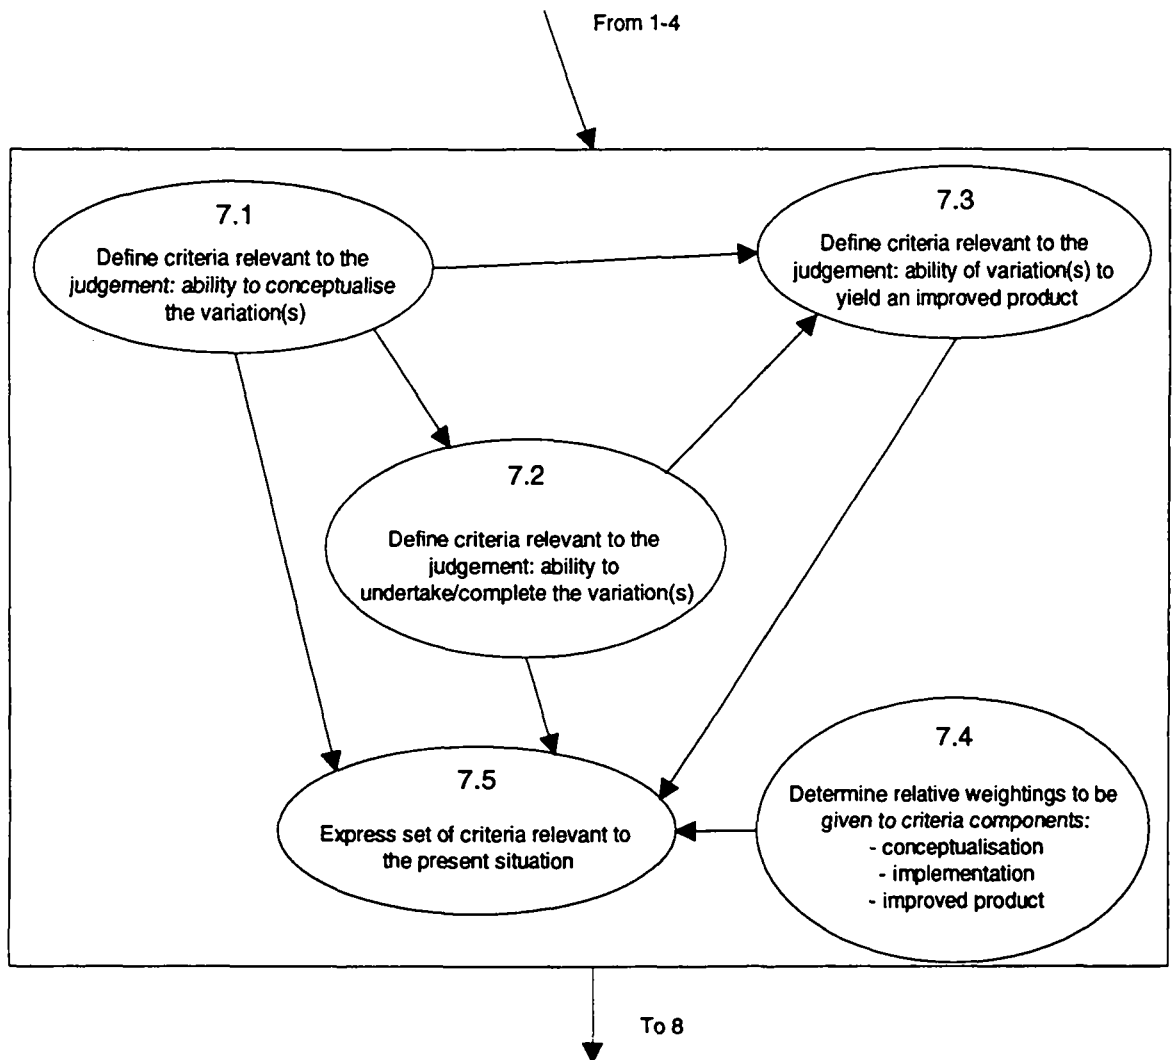 From 1-4
7.1
Define criteria relevant to the
judgement: ability to conceptualise
the variation(s)
7.3
Define criteria relevant to the
judgement: ability of variation(s) to
yield an improved product
7.2
Define criteria relevant to the
judgement: ability to
undertake/complete the variation(s)
7.4
Determine relative weightings to be
given to criteria components:
- conceptualisation
- implementation
- improved product
7.5
Express set of criteria relevant to
the present situation
To 8